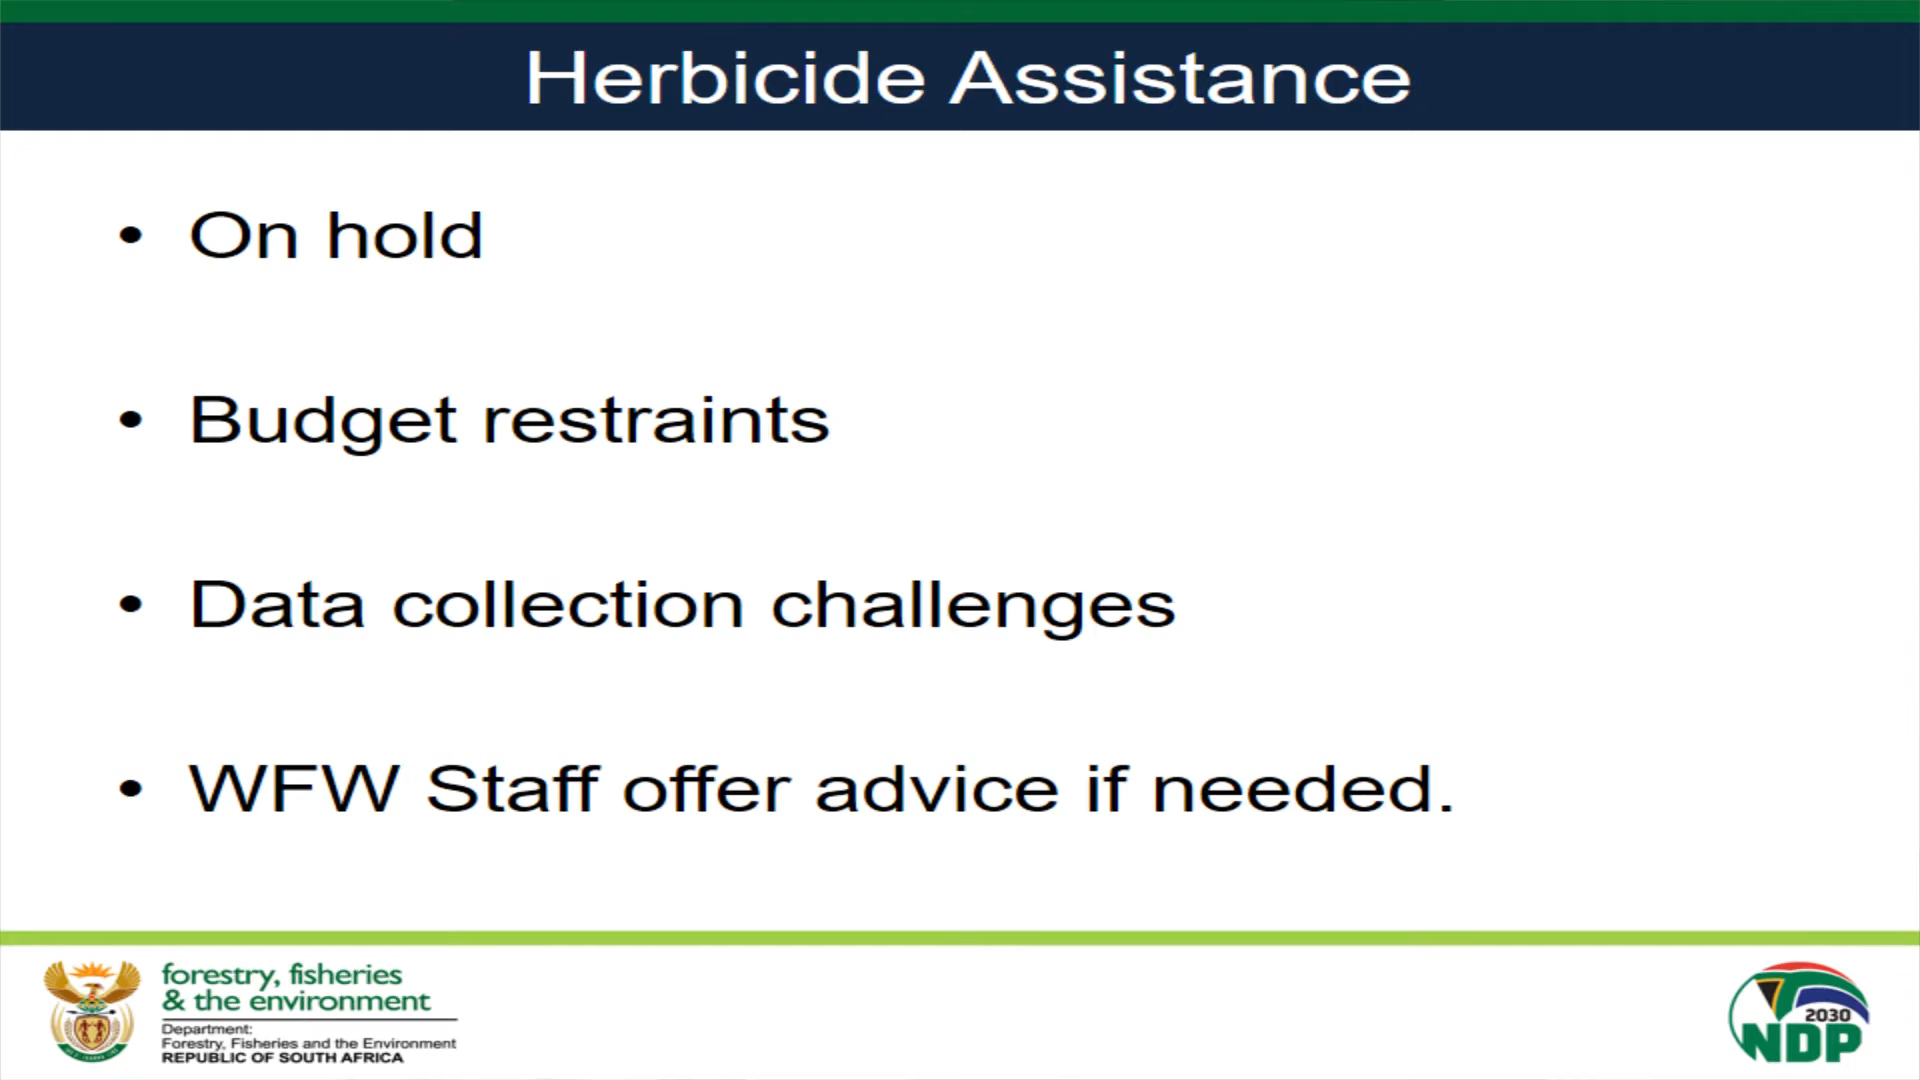 Herbicide Assistance
• On hold
• Budget restraints
• Data collection challenges
• WFW Staff offer advice if needed.
forestry, fisheries
& the environment
Department:
Forestry, Fisheries and the Environment
REPUBLIC OF SOUTH AFRICA
2030
NDP